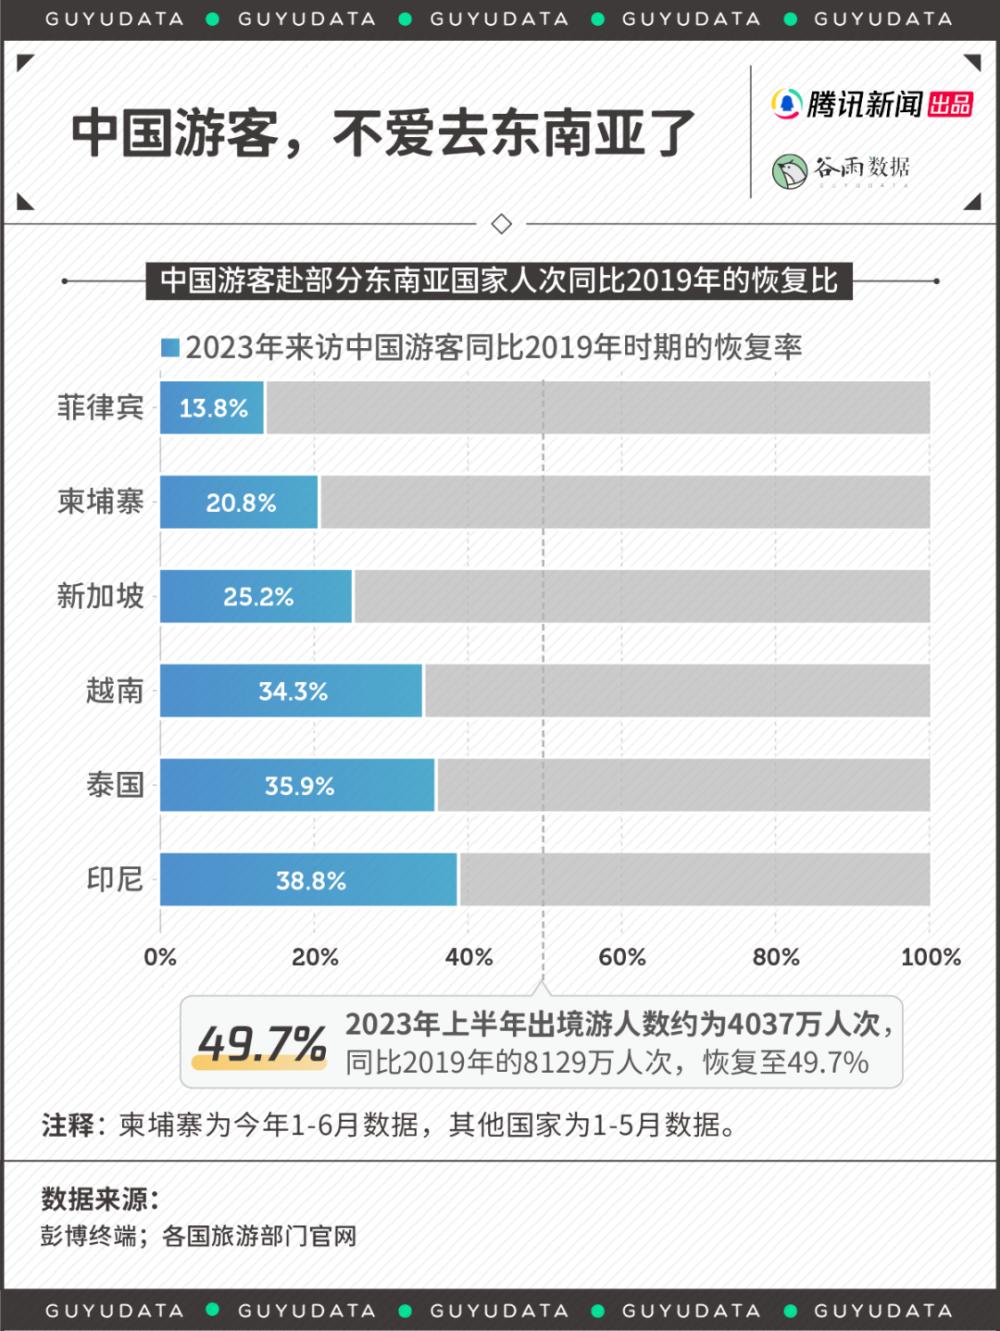 GUYUDATA GUYUDATA GUYUDATA GUYUDATA GUYUDATA
中国游客，不爱去东南亚了
腾讯新闻 出品
谷雨数据
GUYUDATA
中国游客赴部分东南亚国家人次同比2019年的恢复比
2023年来访中国游客同比2019年时期的恢复率
菲律宾 13.8%
柬埔寨 20.8%
新加坡 25.2%
越南 34.3%
泰国 35.9%
印尼 38.8%
0% 20% 40% 60% 80% 100%
49.7%
2023年上半年出境游人数约为4037万人次，
同比2019年的8129万人次，恢复至49.7%
注释：柬埔寨为今年1-6月数据，其他国家为1-5月数据。
数据来源：
彭博终端；各国旅游部门官网
GUYUDATA GUYUDATA GUYUDATA GUYUDATA GUYUDATA